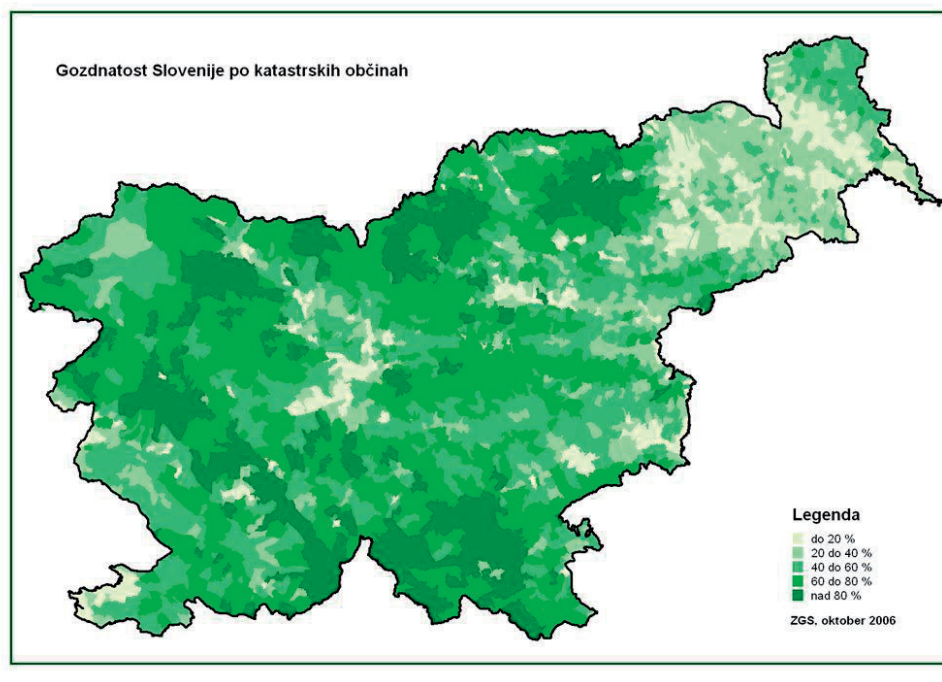 Gozdnatost Slovenije po katastrskih občinah
Legenda
do 20 %
20 do 40 %
40 do 60 %
60 do 80 %
nad 80 %
ZGS, oktober 2006